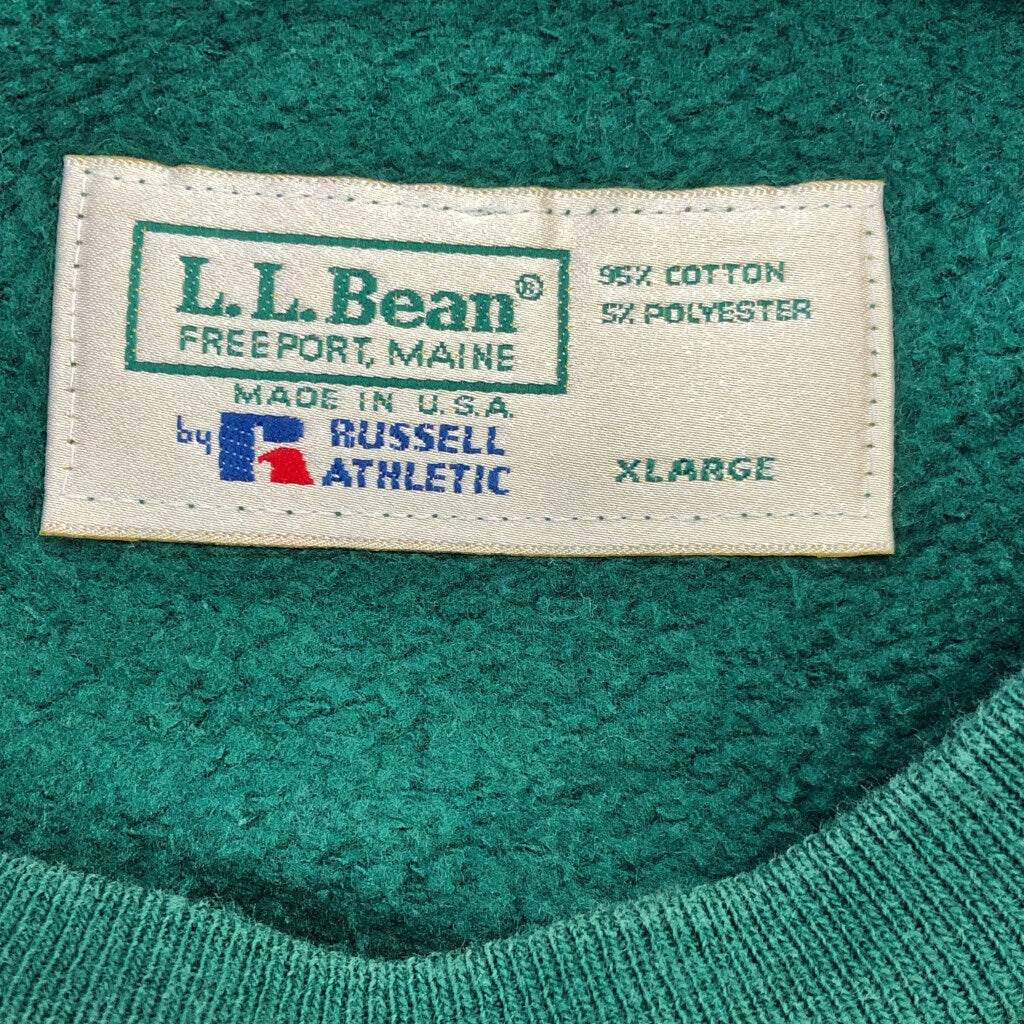 L.L.Bean®
FREEPORT, MAINE
MADE IN U.S.A.
by RUSSELL
ATHLETIC
95% COTTON
5% POLYESTER
XLARGE